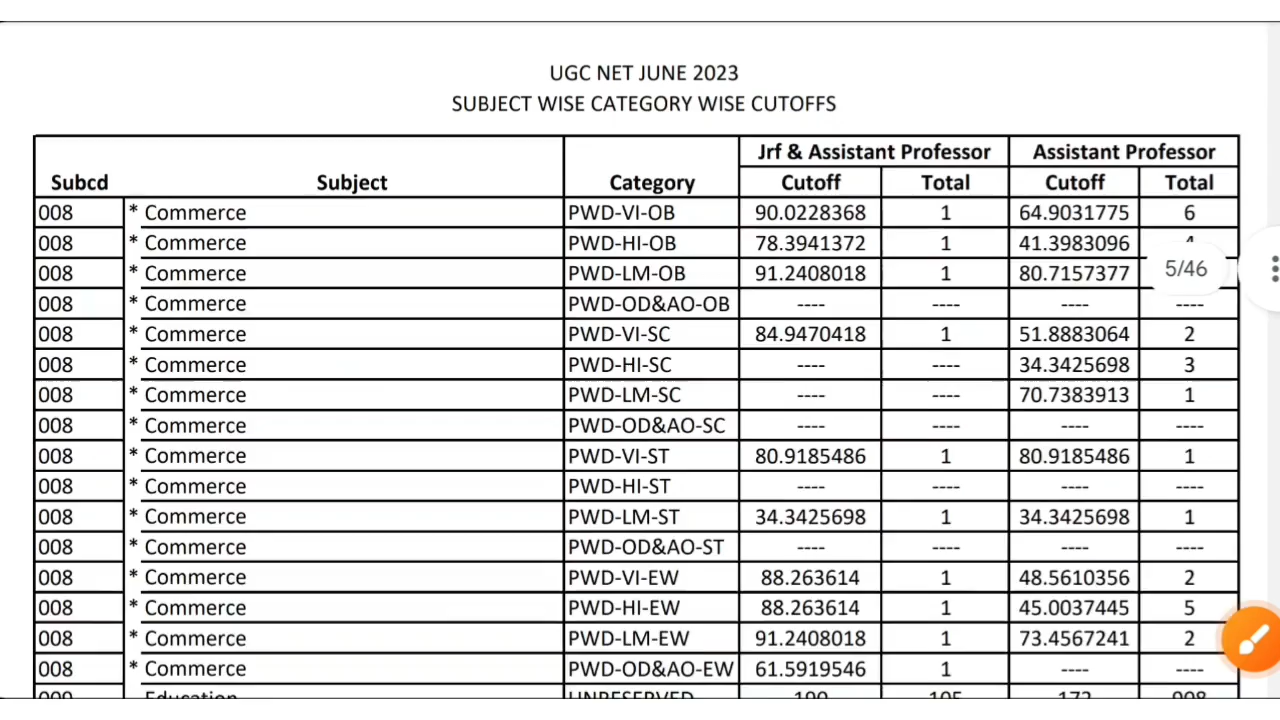 UGC NET JUNE 2023
SUBJECT WISE CATEGORY WISE CUTOFFS
Jrf & Assistant Professor Assistant Professor
Subcd Subject Category Cutoff Total Cutoff Total
008 * Commerce PWD-VI-OB 90.0228368 1 64.9031775 6
008 * Commerce PWD-HI-OB 78.3941372 1 41.3983096
008 * Commerce PWD-LM-OB 91.2408018 1 80.7157377 5/46
008 * Commerce PWD-OD&AO-OB ---- ---- ---- ----
008 * Commerce PWD-VI-SC 84.9470418 1 51.8883064 2
008 * Commerce PWD-HI-SC ---- ---- 34.3425698 3
008 * Commerce PWD-LM-SC ---- ---- 70.7383913 1
008 * Commerce PWD-OD&AO-SC ---- ---- ---- ----
008 * Commerce PWD-VI-ST 80.9185486 1 80.9185486 1
008 * Commerce PWD-HI-ST ---- ---- ---- ----
008 * Commerce PWD-LM-ST 34.3425698 1 34.3425698 1
008 * Commerce PWD-OD&AO-ST ---- ---- ---- ----
008 * Commerce PWD-VI-EW 88.263614 1 48.5610356 2
008 * Commerce PWD-HI-EW 88.263614 1 45.0037445 5
008 * Commerce PWD-LM-EW 91.2408018 1 73.4567241 2
008 * Commerce PWD-OD&AO-EW 61.5919546 1 ---- ----
Education UNRESERVED